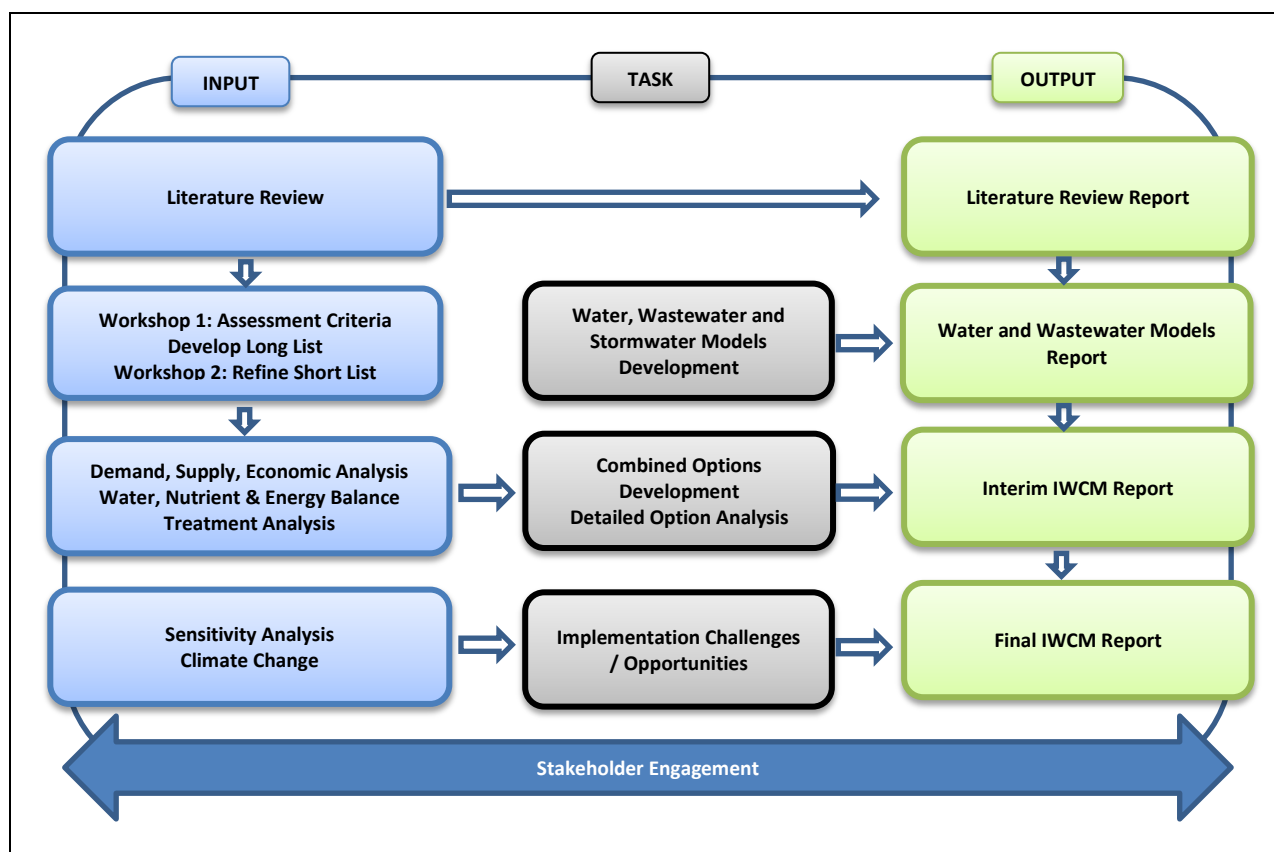 INPUT
TASK
OUTPUT
Literature Review
Literature Review Report
Workshop 1: Assessment Criteria
Develop Long List
Workshop 2: Refine Short List
Water, Wastewater and
Stormwater Models
Development
Water and Wastewater Models
Report
Demand, Supply, Economic Analysis
Water, Nutrient & Energy Balance
Treatment Analysis
Combined Options
Development
Detailed Option Analysis
Interim IWCM Report
Sensitivity Analysis
Climate Change
Implementation Challenges
/ Opportunities
Final IWCM Report
Stakeholder Engagement